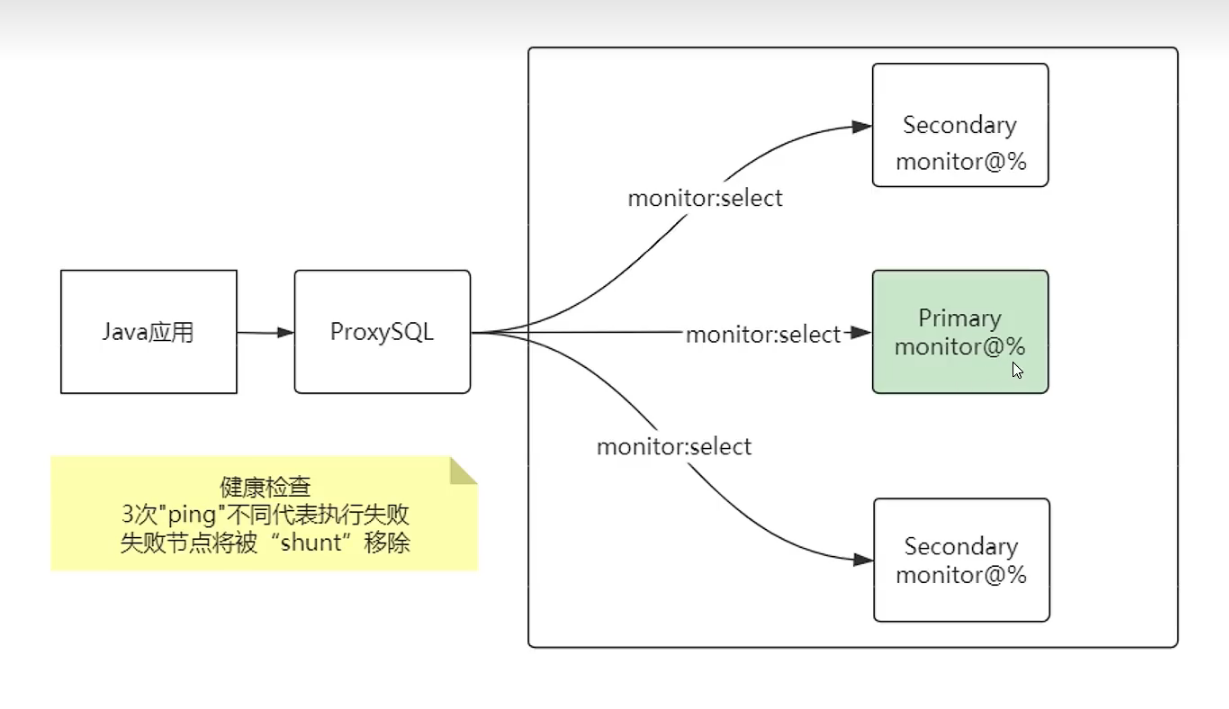 Secondary
monitor@%
monitor:select
Java应用
ProxySQL
monitor:select
Primary
monitor@%
monitor:select
健康检查
3次"ping"不同代表执行失败
失败节点将被“shunt”移除
Secondary
monitor@%